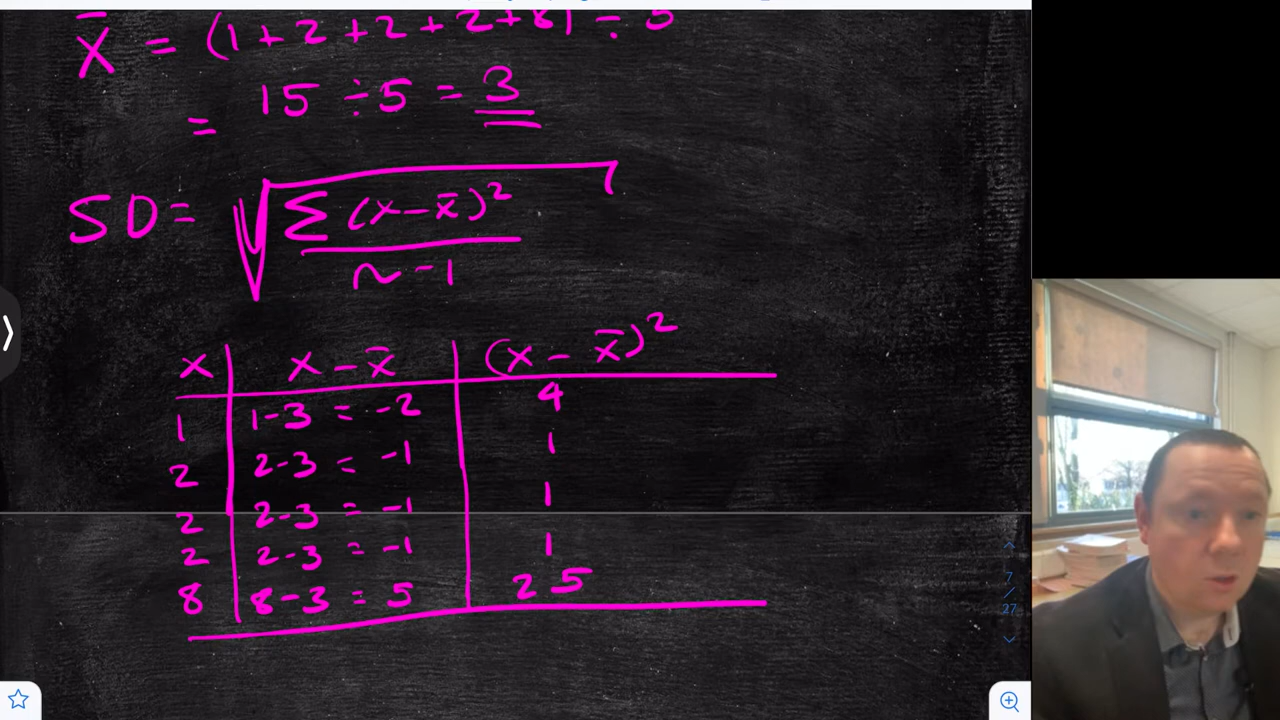 x̄ = (1+2+2+2+8) ÷ 5
= 15 ÷ 5 = 3
SD = √ Σ (x - x̄)²
n - 1
x | x - x̄ | (x - x̄)²
1 | 1-3 = -2 | 4
2 | 2-3 = -1 | 1
2 | 2-3 = -1 | 1
2 | 2-3 = -1 | 1
8 | 8-3 = 5 | 25
7
/
27